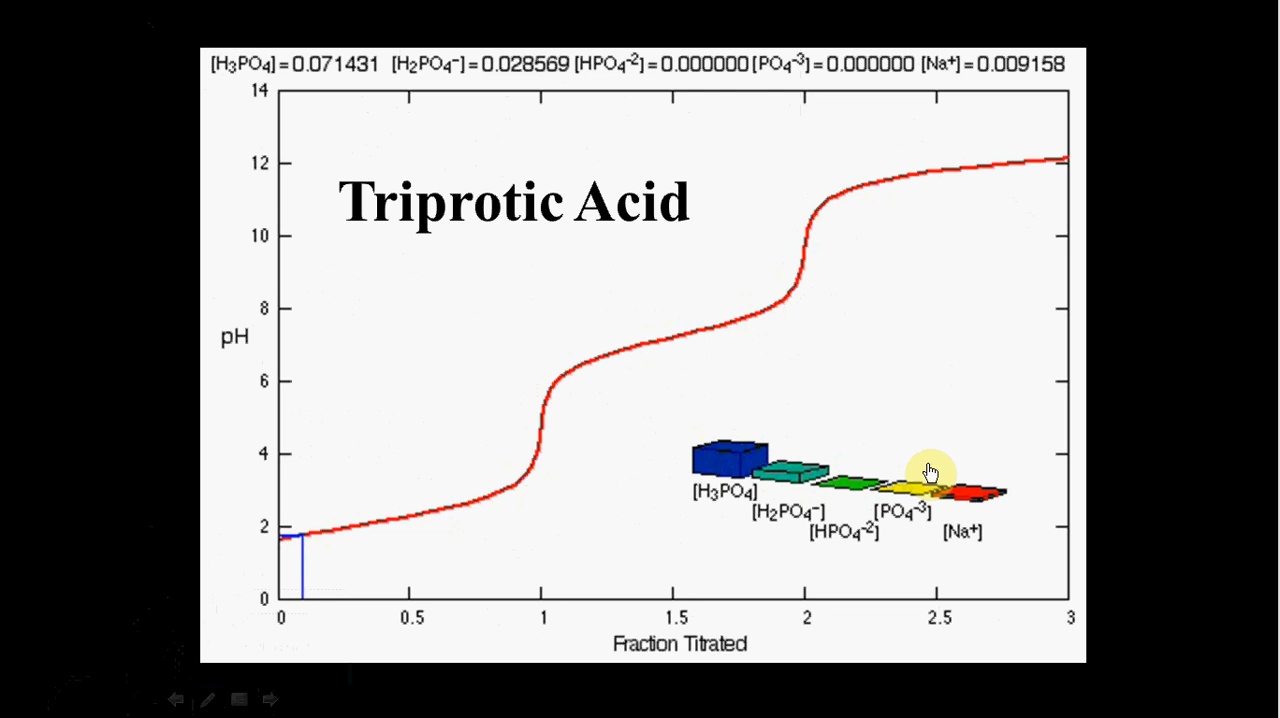 [H₃PO₄]=0.071431 [H₂PO₄⁻]=0.028569 [HPO₄⁻²]=0.000000 [PO₄⁻³]=0.000000 [Na⁺]=0.009158
14
12
Triprotic Acid
10
8
pH
6
4
[H₃PO₄]
[H₂PO₄⁻] [PO₄⁻³]
2
[HPO₄⁻²] [Na⁺]
0
0 0.5 1 1.5 2 2.5 3
Fraction Titrated